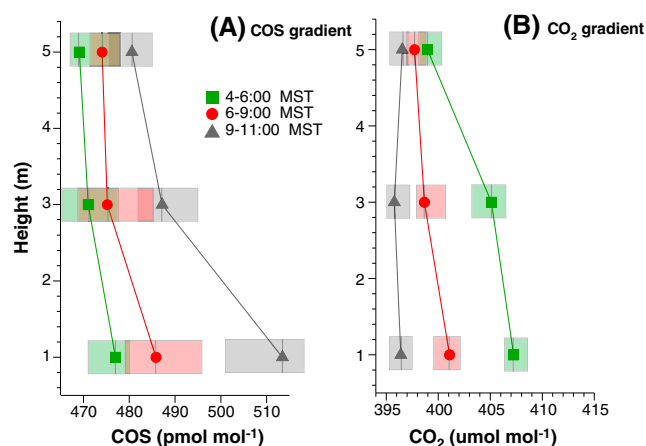 (A) COS gradient
(B) CO₂ gradient
4-6:00 MST
6-9:00 MST
9-11:00 MST
Height (m)
5
4
3
2
1
470 480 490 500 510
COS (pmol mol⁻¹)
5
4
3
2
1
395 400 405 410 415
CO₂ (umol mol⁻¹)